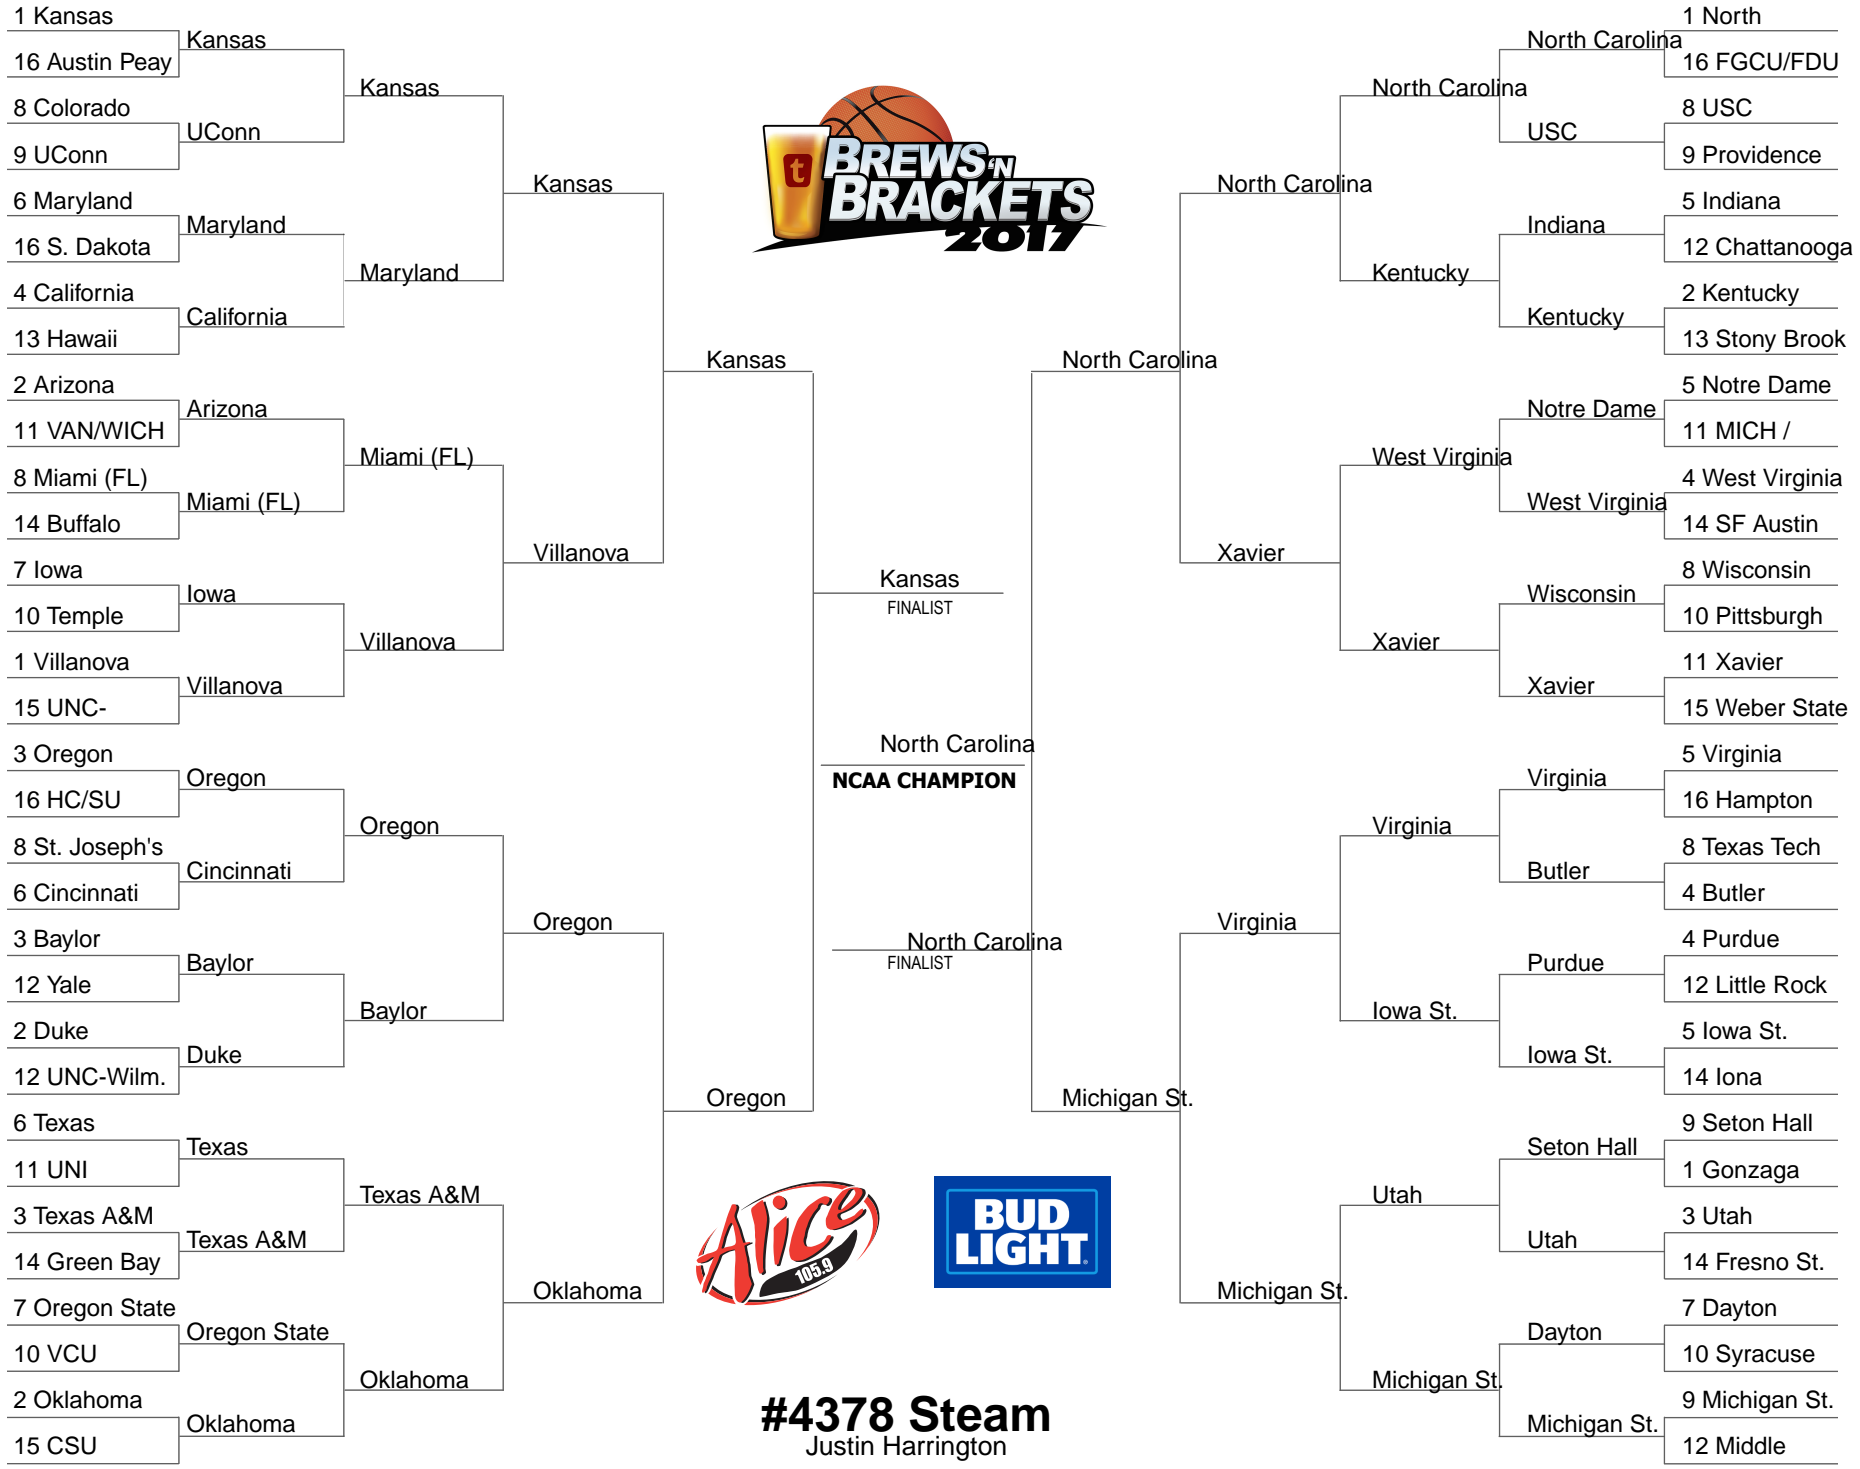 1 Kansas
16 Austin Peay
8 Colorado
9 UConn
6 Maryland
16 S. Dakota
4 California
13 Hawaii
2 Arizona
11 VAN/WICH
8 Miami (FL)
14 Buffalo
7 Iowa
10 Temple
1 Villanova
15 UNC-
3 Oregon
16 HC/SU
8 St. Joseph's
6 Cincinnati
3 Baylor
12 Yale
2 Duke
12 UNC-Wilm.
6 Texas
11 UNI
3 Texas A&M
14 Green Bay
7 Oregon State
10 VCU
2 Oklahoma
15 CSU
Kansas
UConn
Maryland
California
Arizona
Miami (FL)
Iowa
Villanova
Oregon
Cincinnati
Baylor
Duke
Texas
Texas A&M
Oregon State
Oklahoma
Kansas
Maryland
Miami (FL)
Villanova
Oregon
Baylor
Texas A&M
Oklahoma
Kansas
Villanova
Oregon
Oklahoma
Kansas
Oregon
t
BREWS 'N
BRACKETS
2017
Kansas
FINALIST
North Carolina
NCAA CHAMPION
North Carolina
FINALIST
Alice
105.9
BUD
LIGHT
#4378 Steam
Justin Harrington
North Carolina
Michigan St.
North Carolina
Xavier
Virginia
Michigan St.
North Carolina
Kentucky
West Virginia
Xavier
Virginia
Iowa St.
Utah
Michigan St.
North Carolina
USC
Indiana
Kentucky
Notre Dame
West Virginia
Wisconsin
Xavier
Virginia
Butler
Purdue
Iowa St.
Seton Hall
Utah
Dayton
Michigan St.
1 North
16 FGCU/FDU
8 USC
9 Providence
5 Indiana
12 Chattanooga
2 Kentucky
13 Stony Brook
5 Notre Dame
11 MICH /
4 West Virginia
14 SF Austin
8 Wisconsin
10 Pittsburgh
11 Xavier
15 Weber State
5 Virginia
16 Hampton
8 Texas Tech
4 Butler
4 Purdue
12 Little Rock
5 Iowa St.
14 Iona
9 Seton Hall
1 Gonzaga
3 Utah
14 Fresno St.
7 Dayton
10 Syracuse
9 Michigan St.
12 Middle